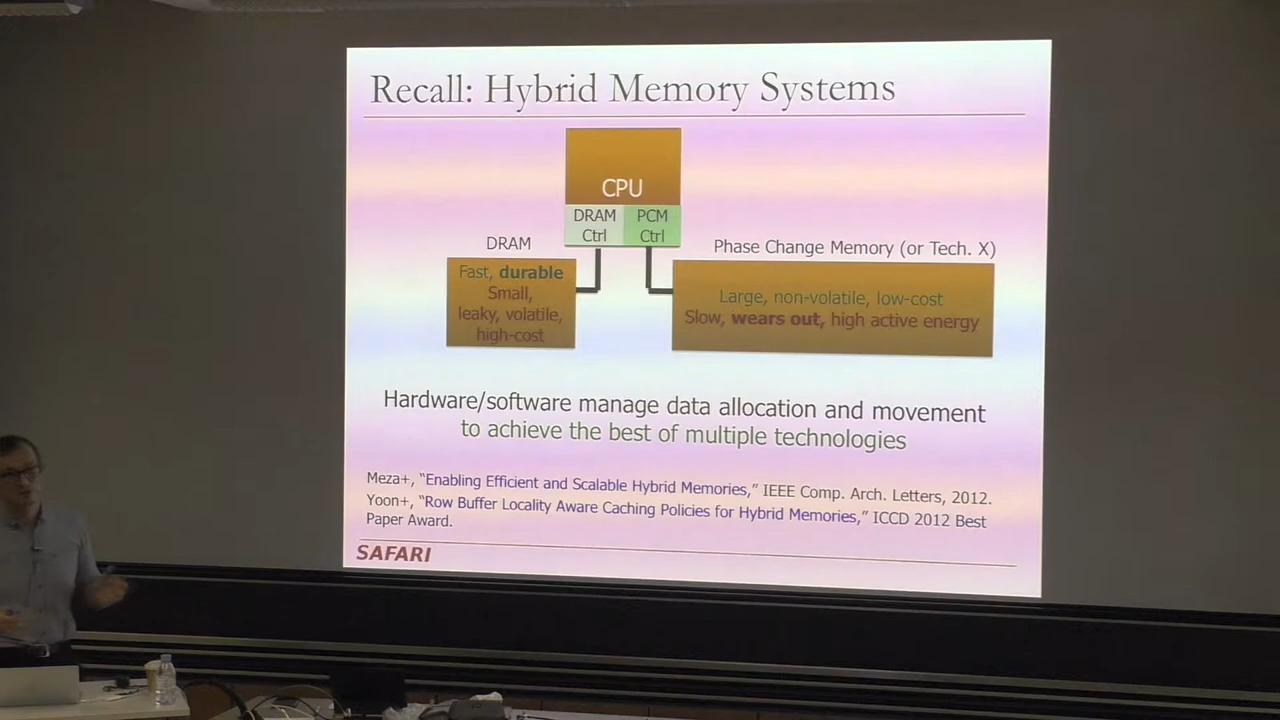 Recall: Hybrid Memory Systems
CPU
DRAM
Ctrl
PCM
Ctrl
DRAM
Fast, durable
Small,
leaky, volatile,
high-cost
Phase Change Memory (or Tech. X)
Large, non-volatile, low-cost
Slow, wears out, high active energy
Hardware/software manage data allocation and movement
to achieve the best of multiple technologies
Meza+, “Enabling Efficient and Scalable Hybrid Memories,” IEEE Comp. Arch. Letters, 2012.
Yoon+, “Row Buffer Locality Aware Caching Policies for Hybrid Memories,” ICCD 2012 Best
Paper Award.
SAFARI